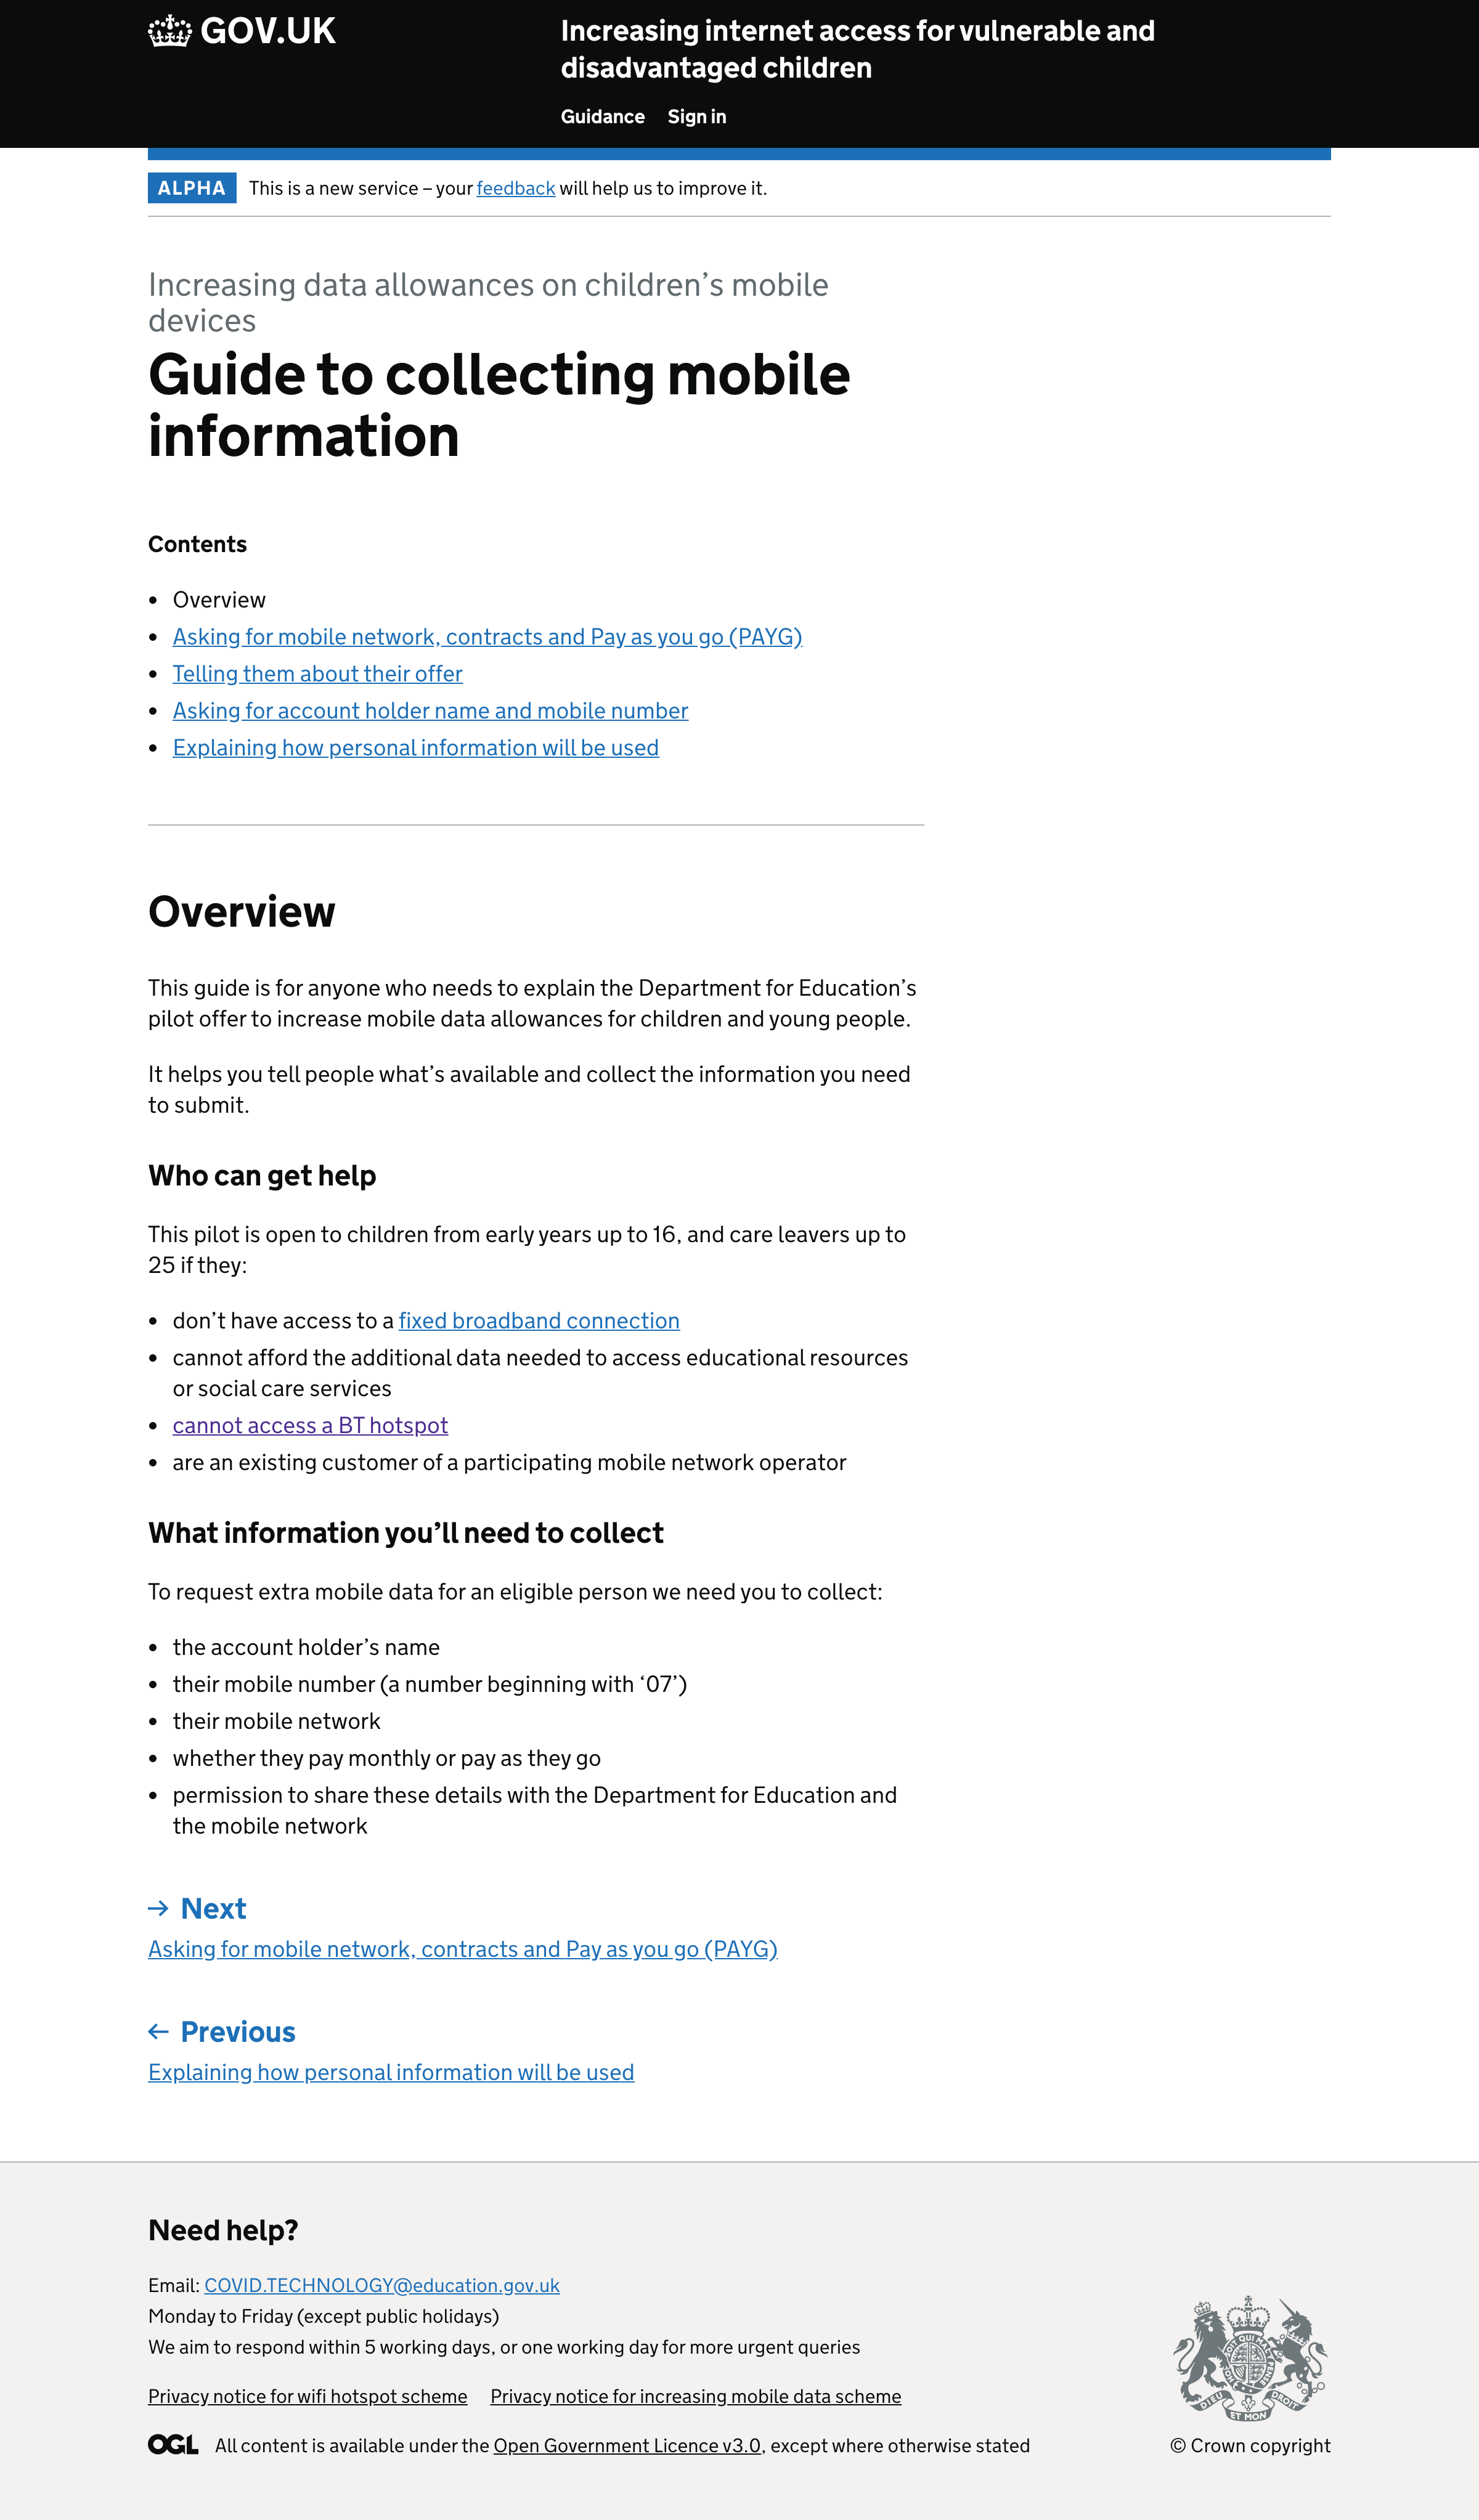 GOV.UK
Increasing internet access for vulnerable and
disadvantaged children
Guidance Sign in
ALPHA This is a new service – your feedback will help us to improve it.
Increasing data allowances on children’s mobile
devices
Guide to collecting mobile
information
Contents
• Overview
• Asking for mobile network, contracts and Pay as you go (PAYG)
• Telling them about their offer
• Asking for account holder name and mobile number
• Explaining how personal information will be used
Overview
This guide is for anyone who needs to explain the Department for Education’s
pilot offer to increase mobile data allowances for children and young people.
It helps you tell people what’s available and collect the information you need
to submit.
Who can get help
This pilot is open to children from early years up to 16, and care leavers up to
25 if they:
• don’t have access to a fixed broadband connection
• cannot afford the additional data needed to access educational resources
or social care services
• cannot access a BT hotspot
• are an existing customer of a participating mobile network operator
What information you’ll need to collect
To request extra mobile data for an eligible person we need you to collect:
• the account holder’s name
• their mobile number (a number beginning with ‘07’)
• their mobile network
• whether they pay monthly or pay as they go
• permission to share these details with the Department for Education and
the mobile network
→ Next
Asking for mobile network, contracts and Pay as you go (PAYG)
← Previous
Explaining how personal information will be used
Need help?
Email: COVID.TECHNOLOGY@education.gov.uk
Monday to Friday (except public holidays)
We aim to respond within 5 working days, or one working day for more urgent queries
Privacy notice for wifi hotspot scheme Privacy notice for increasing mobile data scheme
OGL All content is available under the Open Government Licence v3.0, except where otherwise stated
DIEU ET MON DROIT
© Crown copyright